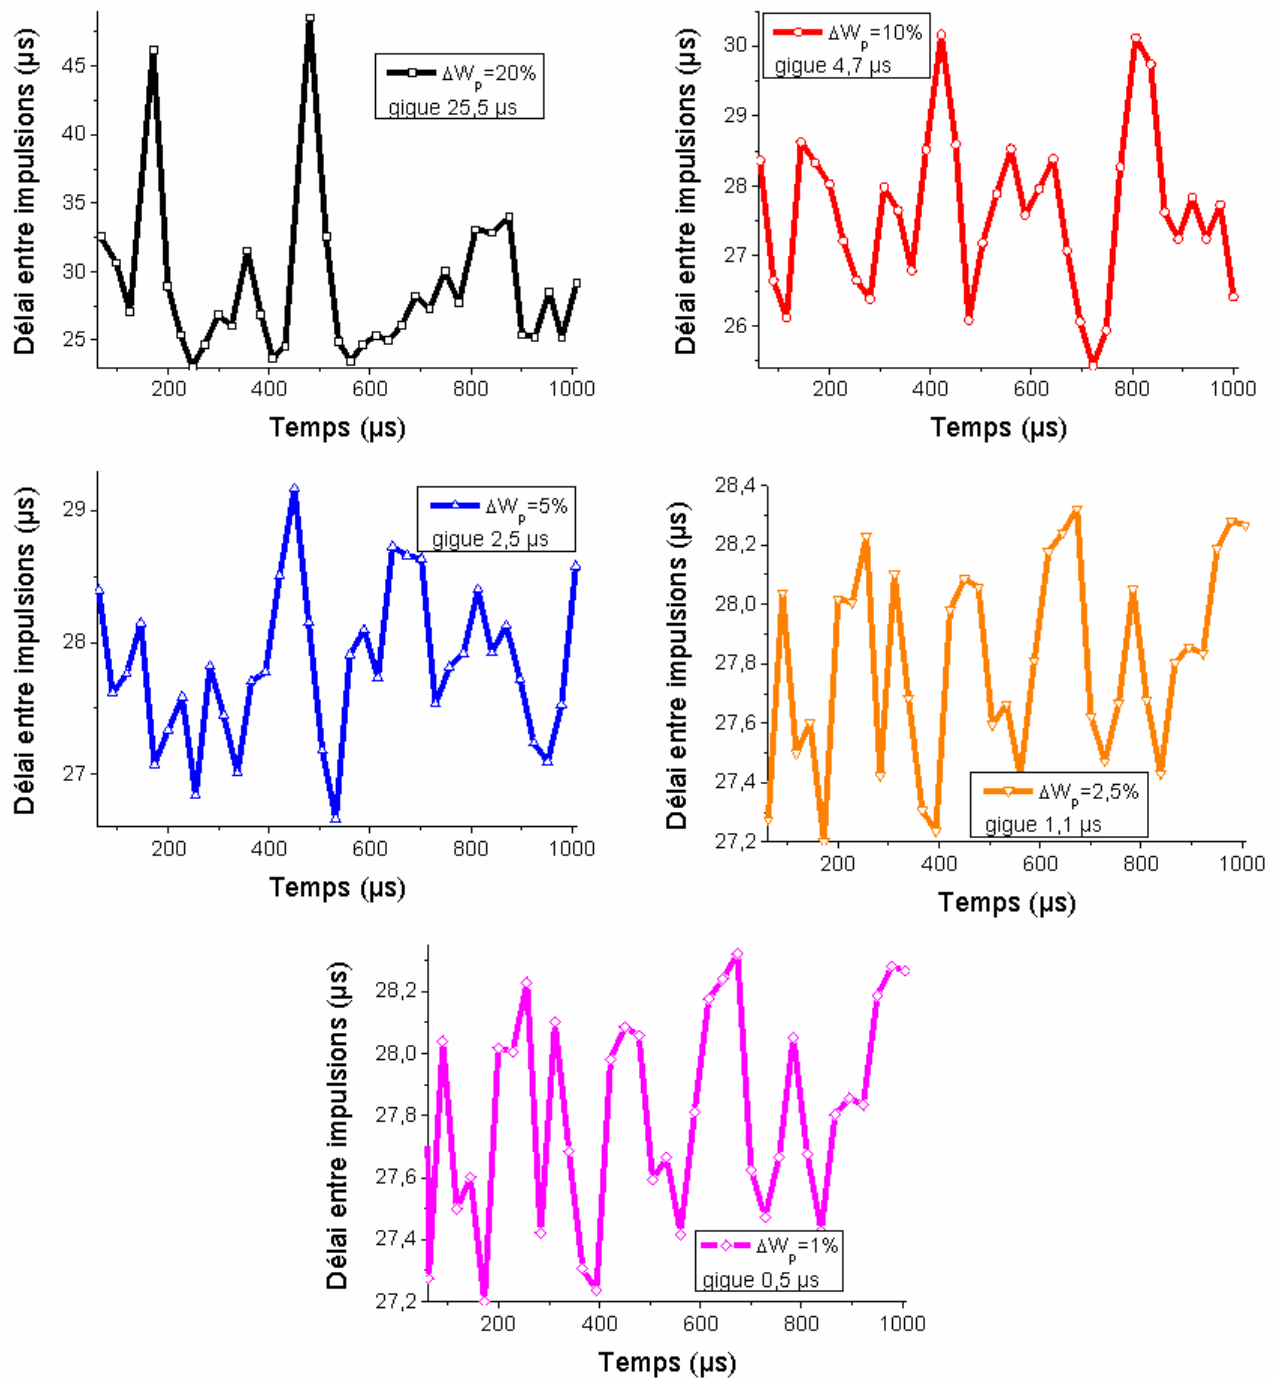 Délai entre impulsions (µs)
45
40
35
30
25
ΔWp=20%
gigue 25,5 µs
200 400 600 800 1000
Temps (µs)
Délai entre impulsions (µs)
30
29
28
27
26
ΔWp=10%
gigue 4,7 µs
200 400 600 800 1000
Temps (µs)
Délai entre impulsions (µs)
29
28
27
ΔWp=5%
gigue 2,5 µs
200 400 600 800 1000
Temps (µs)
Délai entre impulsions (µs)
28,4
28,2
28,0
27,8
27,6
27,4
27,2
ΔWp=2,5%
gigue 1,1 µs
200 400 600 800 1000
Temps (µs)
Délai entre impulsions (µs)
28,2
28,0
27,8
27,6
27,4
27,2
ΔWp=1%
gigue 0,5 µs
200 400 600 800 1000
Temps (µs)